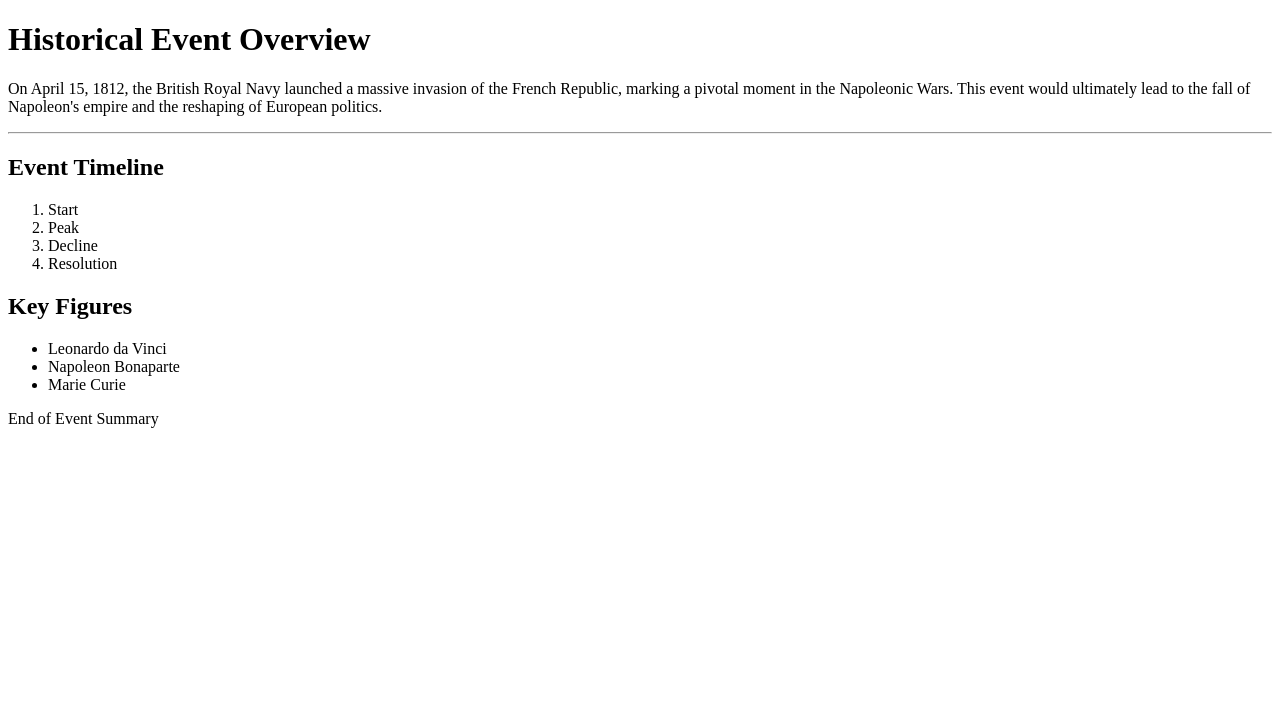 Historical Event Overview
On April 15, 1812, the British Royal Navy launched a massive invasion of the French Republic, marking a pivotal moment in the Napoleonic Wars. This event would ultimately lead to the fall of
Napoleon's empire and the reshaping of European politics.
Event Timeline
1. Start
2. Peak
3. Decline
4. Resolution
Key Figures
• Leonardo da Vinci
• Napoleon Bonaparte
• Marie Curie
End of Event Summary